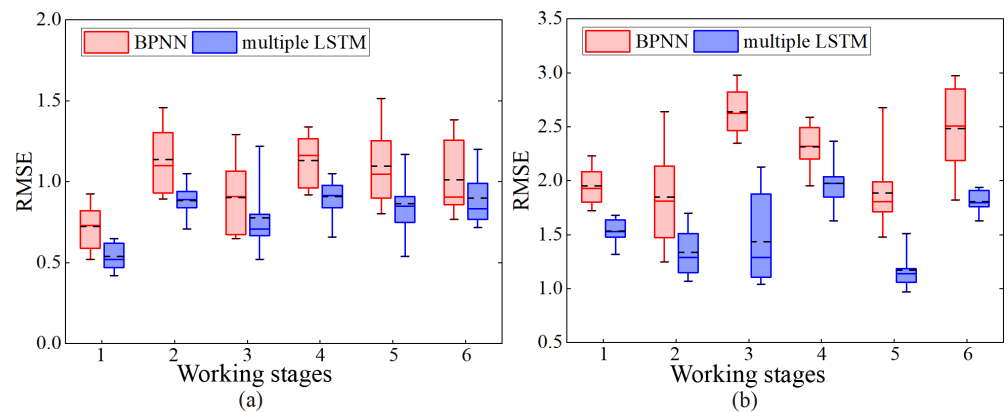 BPNN multiple LSTM
2.0
1.5
1.0
0.5
0.0
RMSE
1 2 3 4 5 6
Working stages
(a)
BPNN multiple LSTM
3.5
3.0
2.5
2.0
1.5
1.0
0.5
RMSE
1 2 3 4 5 6
Working stages
(b)